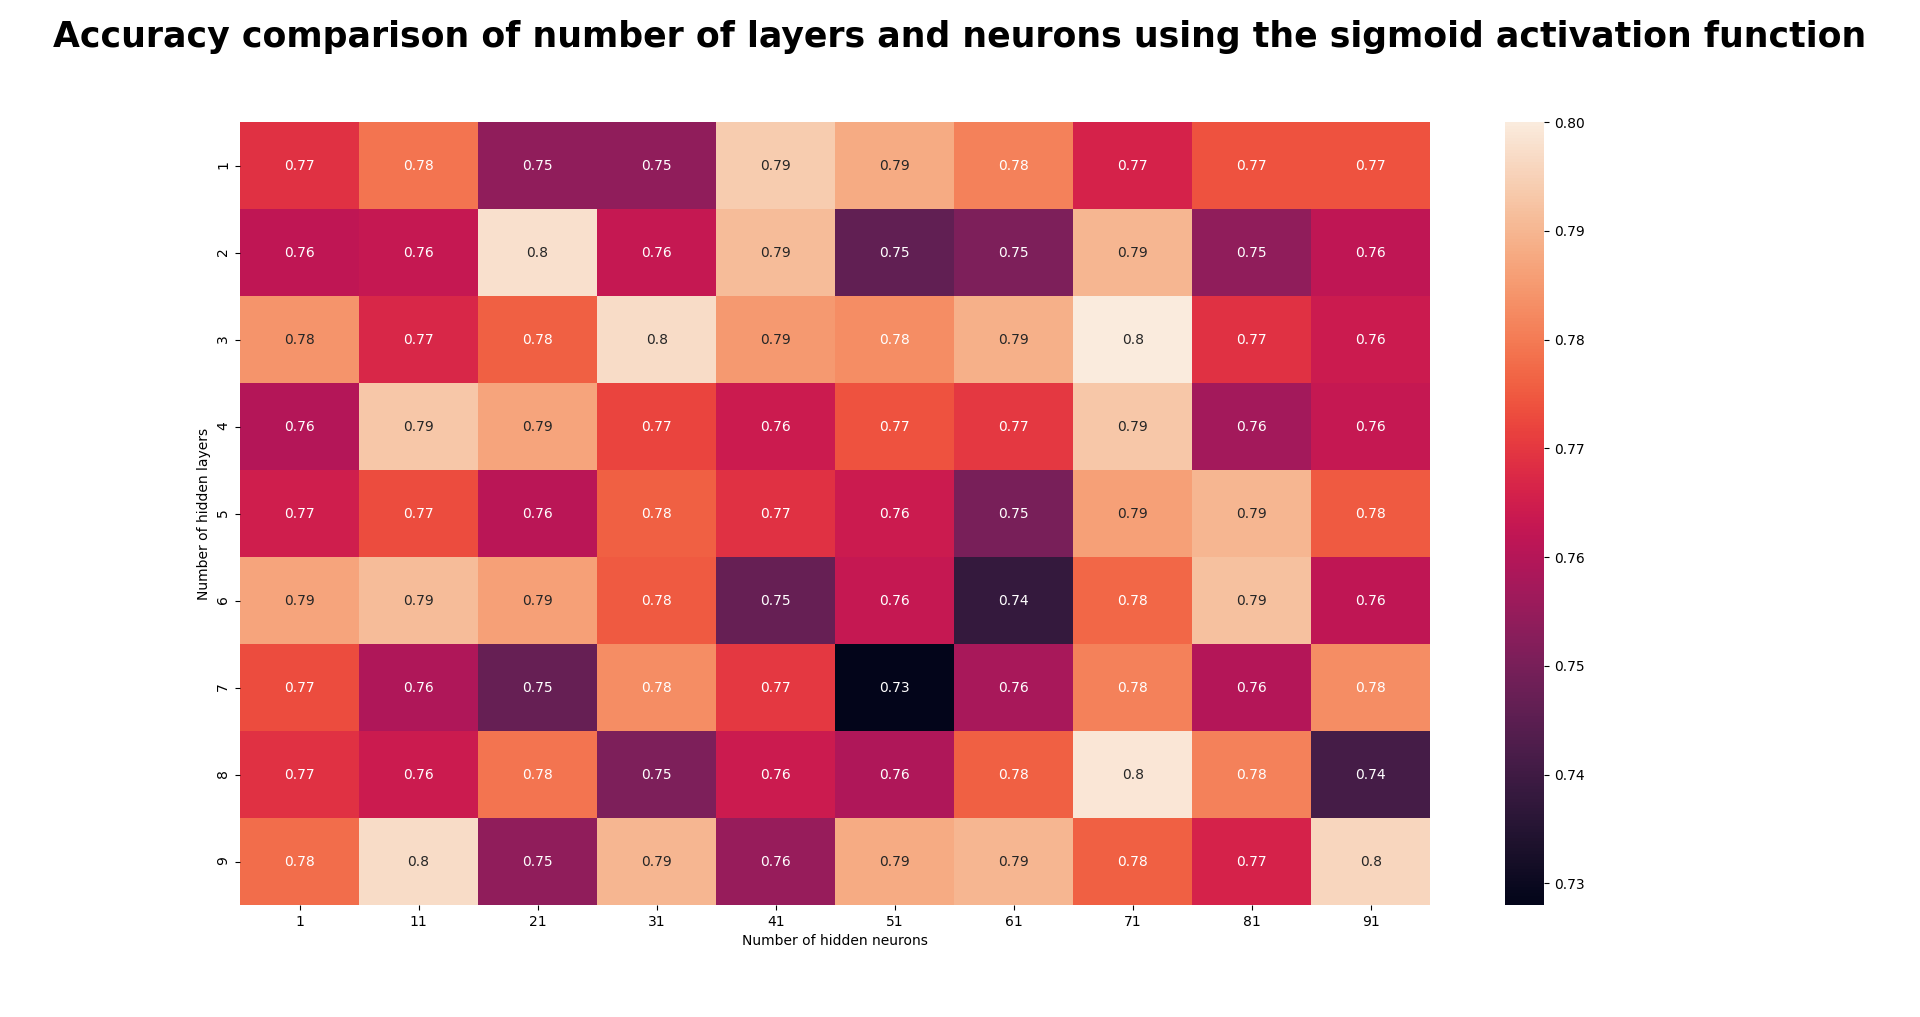 Accuracy comparison of number of layers and neurons using the sigmoid activation function
1 0.77 0.78 0.75 0.75 0.79 0.79 0.78 0.77 0.77 0.77
2 0.76 0.76 0.8 0.76 0.79 0.75 0.75 0.79 0.75 0.76
3 0.78 0.77 0.78 0.8 0.79 0.78 0.79 0.8 0.77 0.76
4 0.76 0.79 0.79 0.77 0.76 0.77 0.77 0.79 0.76 0.76
5 0.77 0.77 0.76 0.78 0.77 0.76 0.75 0.79 0.79 0.78
6 0.79 0.79 0.79 0.78 0.75 0.76 0.74 0.78 0.79 0.76
7 0.77 0.76 0.75 0.78 0.77 0.73 0.76 0.78 0.76 0.78
8 0.77 0.76 0.78 0.75 0.76 0.76 0.78 0.8 0.78 0.74
9 0.78 0.8 0.75 0.79 0.76 0.79 0.79 0.78 0.77 0.8
1 11 21 31 41 51 61 71 81 91
Number of hidden neurons
Number of hidden layers
0.80
0.79
0.78
0.77
0.76
0.75
0.74
0.73